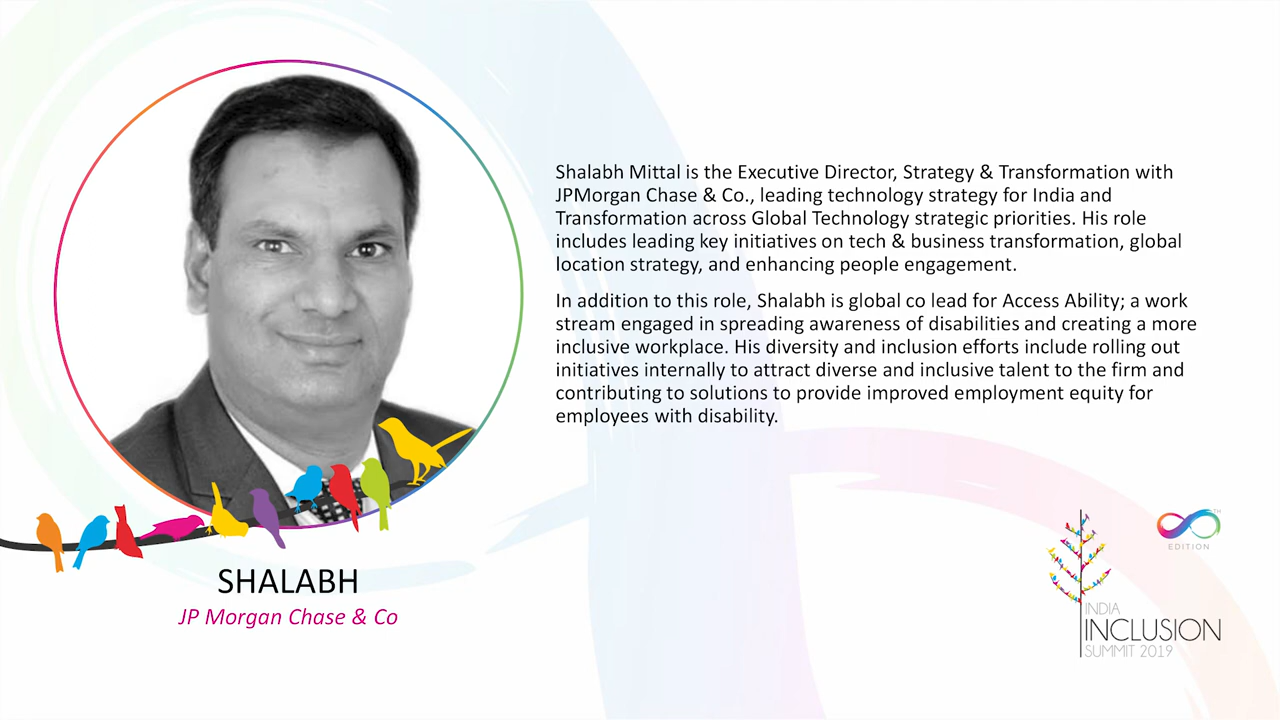 Shalabh Mittal is the Executive Director, Strategy & Transformation with
JPMorgan Chase & Co., leading technology strategy for India and
Transformation across Global Technology strategic priorities. His role
includes leading key initiatives on tech & business transformation, global
location strategy, and enhancing people engagement.
In addition to this role, Shalabh is global co lead for Access Ability; a work
stream engaged in spreading awareness of disabilities and creating a more
inclusive workplace. His diversity and inclusion efforts include rolling out
initiatives internally to attract diverse and inclusive talent to the firm and
contributing to solutions to provide improved employment equity for
employees with disability.
SHALABH
JP Morgan Chase & Co
TH
EDITION
INDIA
INCLUSION
SUMMIT 2019